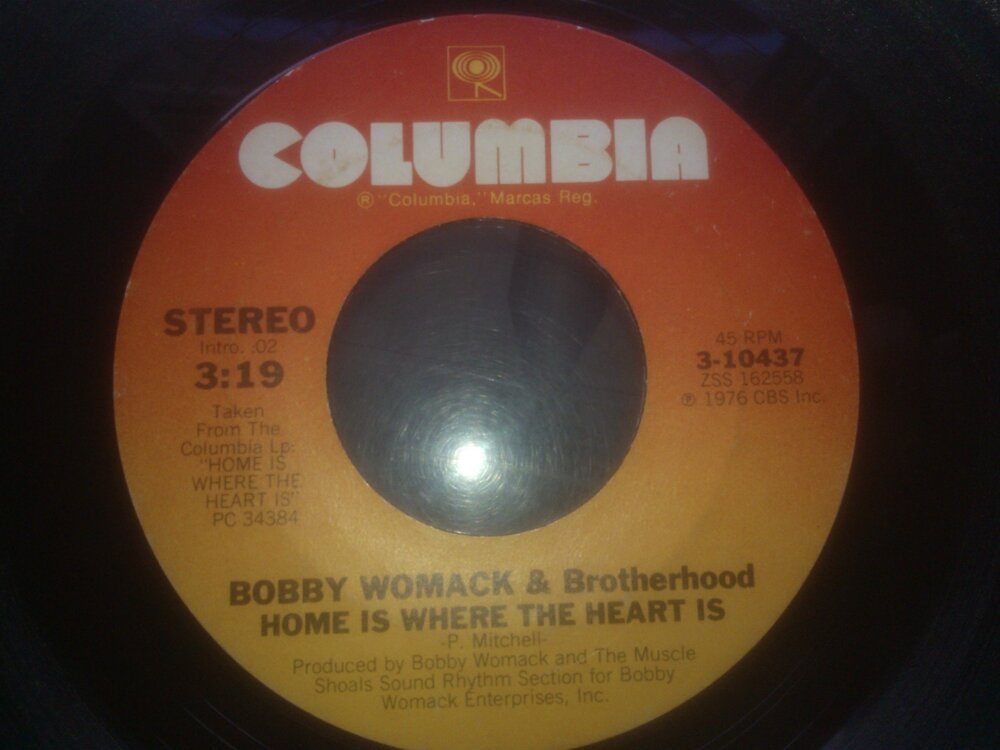 COLUMBIA
® "Columbia," Marcas Reg.
STEREO
Intro. :02
3:19
Taken
From The
Columbia Lp:
"HOME IS
WHERE THE
HEART IS"
PC 34384
45 RPM
3-10437
ZSS 162558
℗ 1976 CBS Inc.
BOBBY WOMACK & Brotherhood
HOME IS WHERE THE HEART IS
-P. Mitchell-
Produced by Bobby Womack and The Muscle
Shoals Sound Rhythm Section for Bobby
Womack Enterprises, Inc.